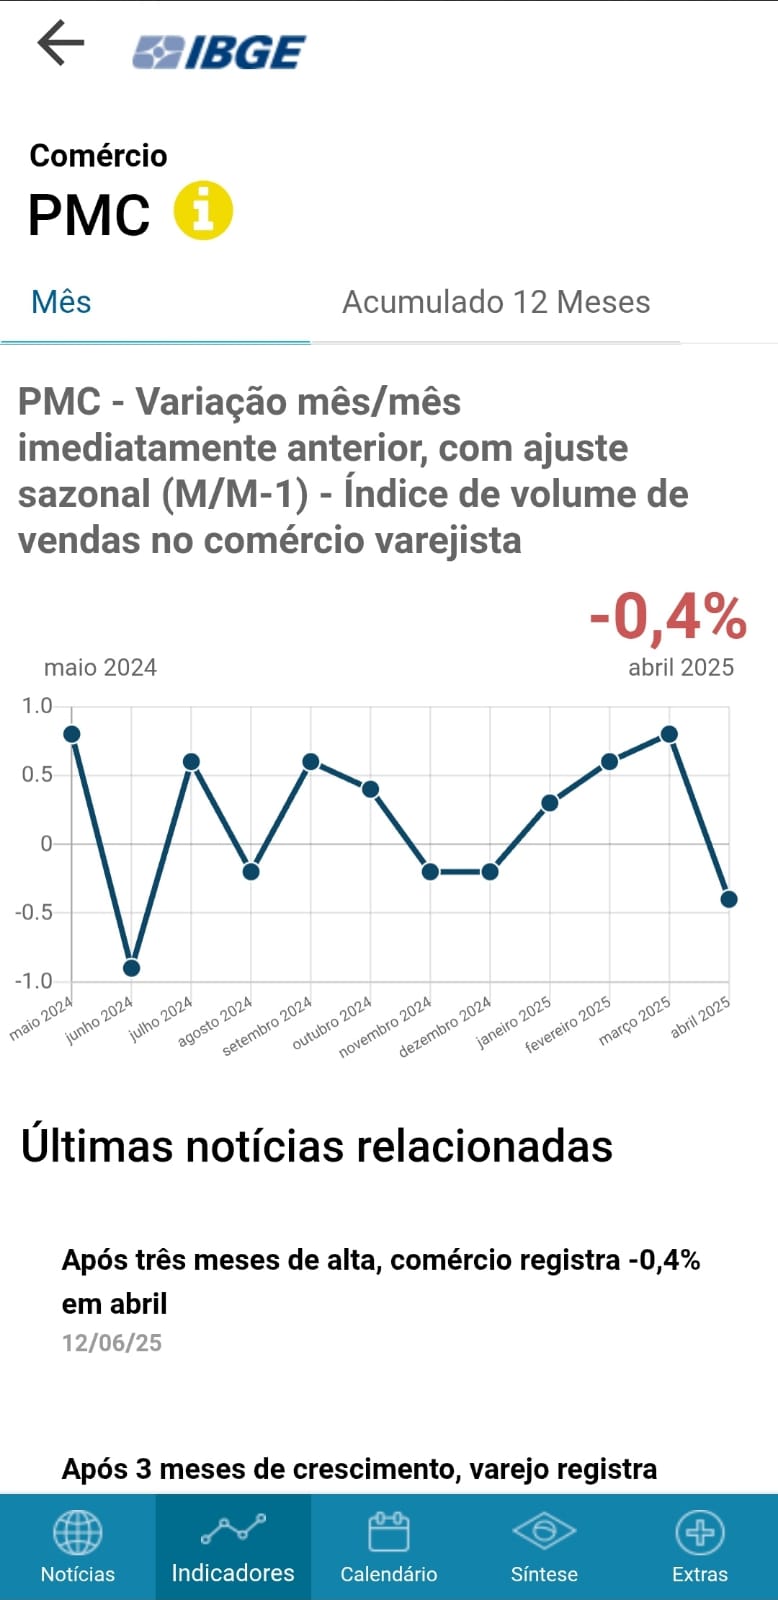 IBGE
Comércio
PMC i
Mês
Acumulado 12 Meses
PMC - Variação mês/mês
imediatamente anterior, com ajuste
sazonal (M/M-1) - Índice de volume de
vendas no comércio varejista
-0,4%
maio 2024
abril 2025
1.0
0.5
0
-0.5
-1.0
maio 2024
junho 2024
julho 2024
agosto 2024
setembro 2024
outubro 2024
novembro 2024
dezembro 2024
janeiro 2025
fevereiro 2025
março 2025
abril 2025
Últimas notícias relacionadas
Após três meses de alta, comércio registra -0,4%
em abril
12/06/25
Após 3 meses de crescimento, varejo registra
Notícias
Indicadores
Calendário
Síntese
Extras